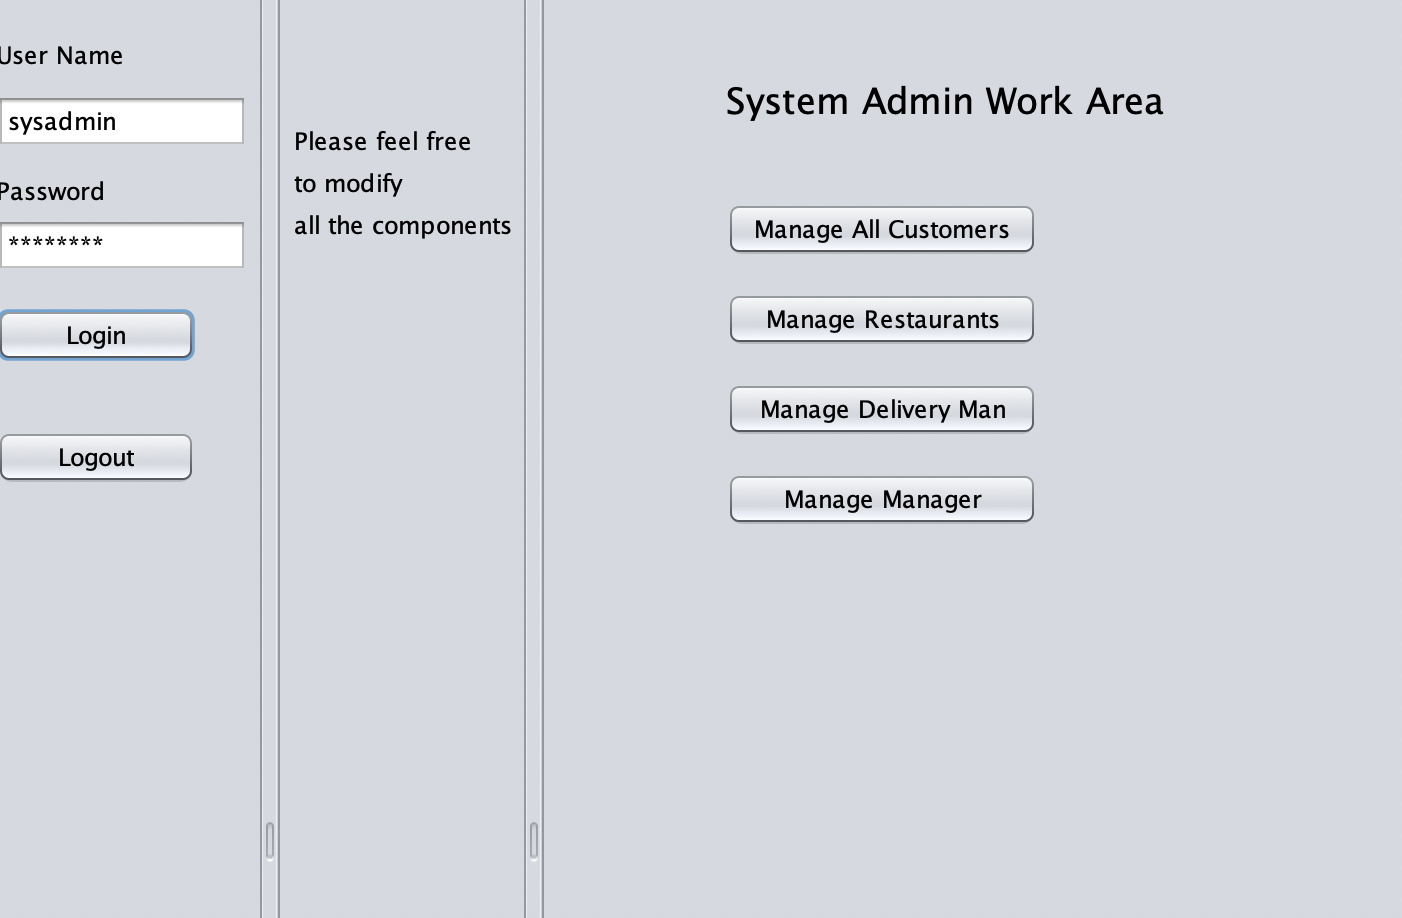 User Name
sysadmin
Password
********
Login
Logout
Please feel free
to modify
all the components
System Admin Work Area
Manage All Customers
Manage Restaurants
Manage Delivery Man
Manage Manager